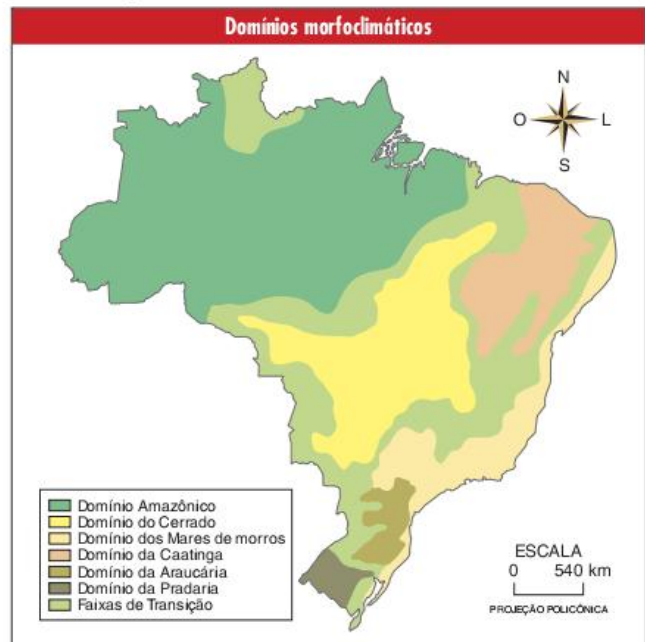 Domínios morfoclimáticos
N
O L
S
Domínio Amazônico
Domínio do Cerrado
Domínio dos Mares de morros
Domínio da Caatinga
Domínio da Araucária
Domínio da Pradaria
Faixas de Transição
ESCALA
0 540 km
PROJEÇÃO POLICÔNICA